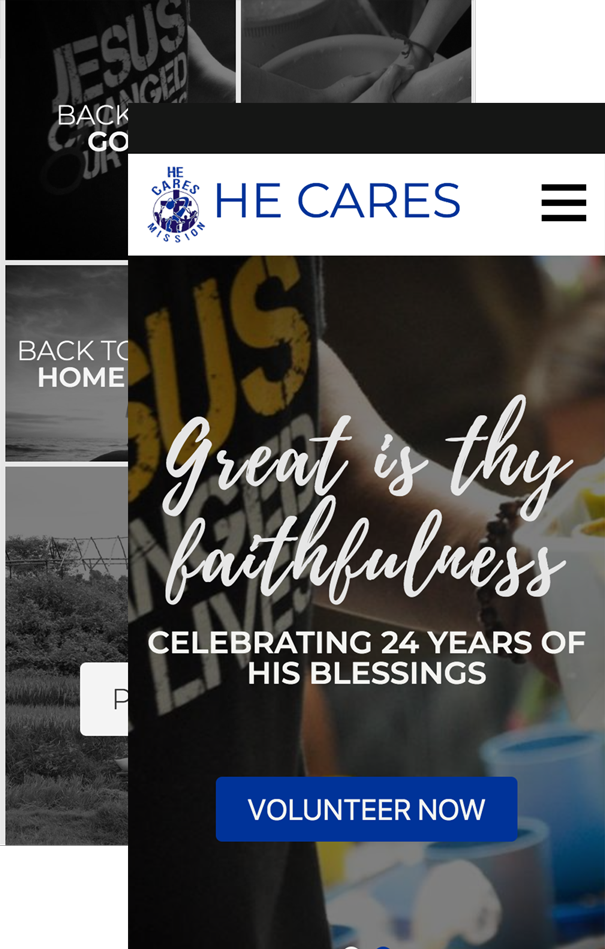 JESUS
CHANGED
OUR
BACK
GO
BACK TO
HOME
P
HE
CARES
MISSION
HE CARES
SUS
ANGED
LIVES
Great is thy
faithfulness
CELEBRATING 24 YEARS OF
HIS BLESSINGS
VOLUNTEER NOW